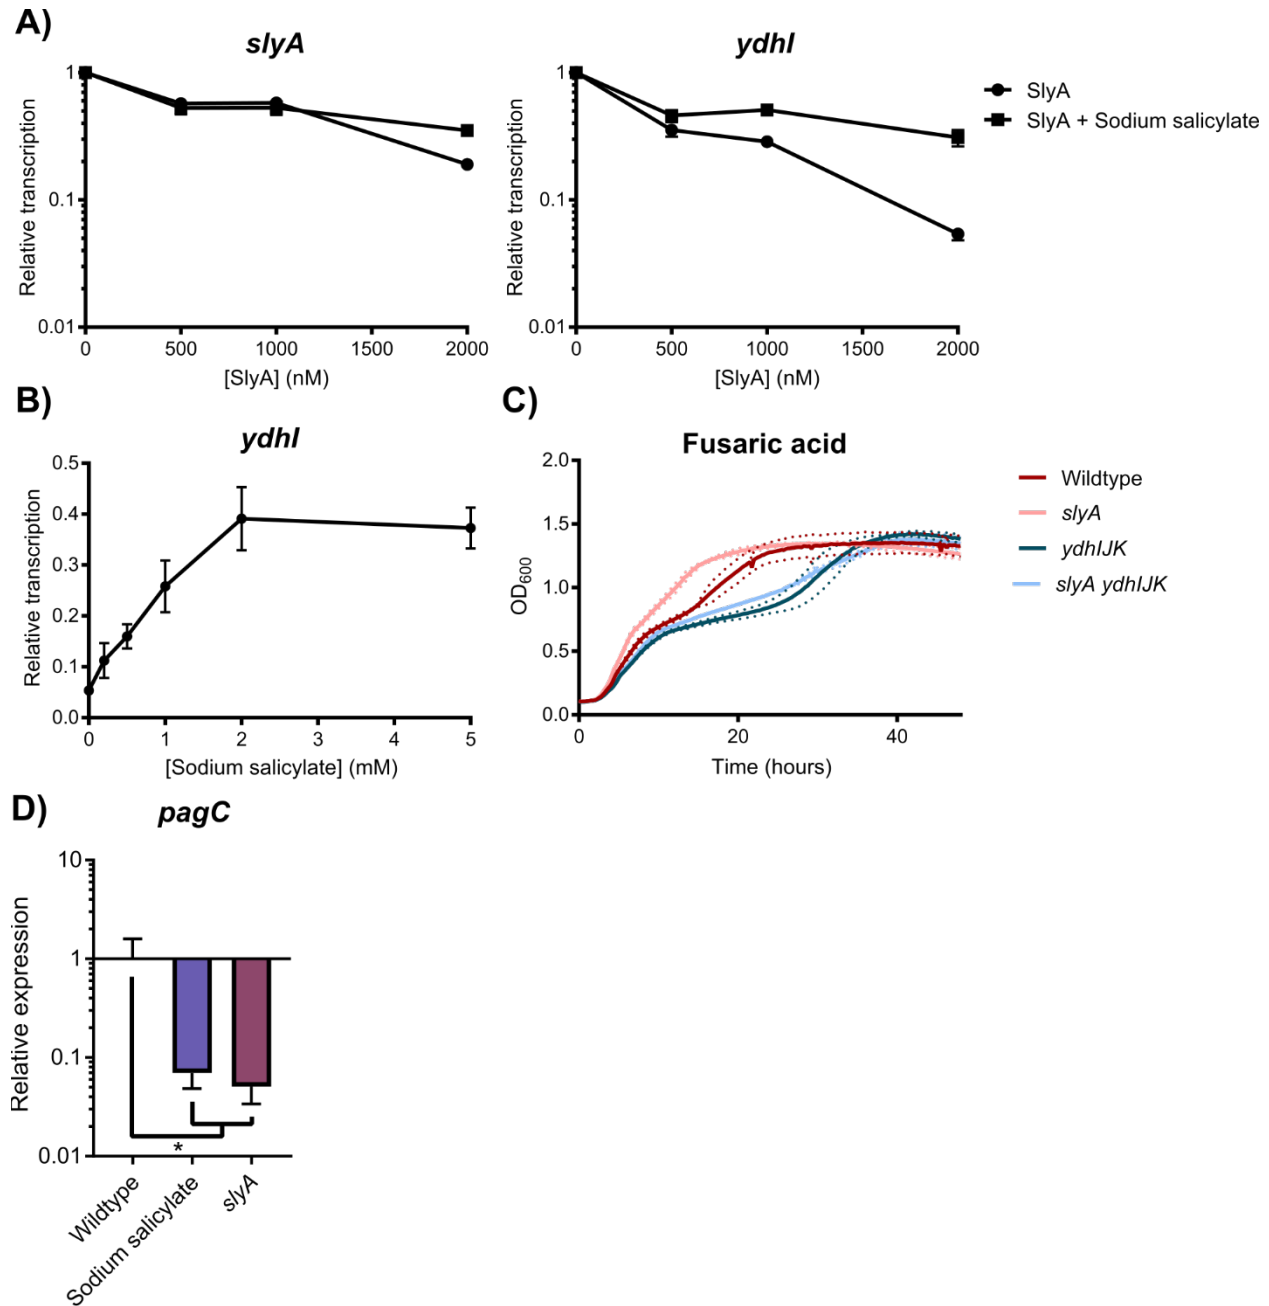 A)
slyA
ydhI
Relative transcription
1
0.1
0.01
0
500
1000
1500
2000
[SlyA] (nM)
Relative transcription
1
0.1
0.01
0
500
1000
1500
2000
[SlyA] (nM)
SlyA
SlyA + Sodium salicylate
B)
ydhI
Relative transcription
0.5
0.4
0.3
0.2
0.1
0.0
0
1
2
3
4
5
[Sodium salicylate] (mM)
C)
Fusaric acid
OD600
2.0
1.5
1.0
0.5
0.0
0
20
40
Time (hours)
Wildtype
slyA
ydhIJK
slyA ydhIJK
D)
pagC
Relative expression
10
1
0.1
0.01
*
Wildtype
Sodium salicylate
slyA